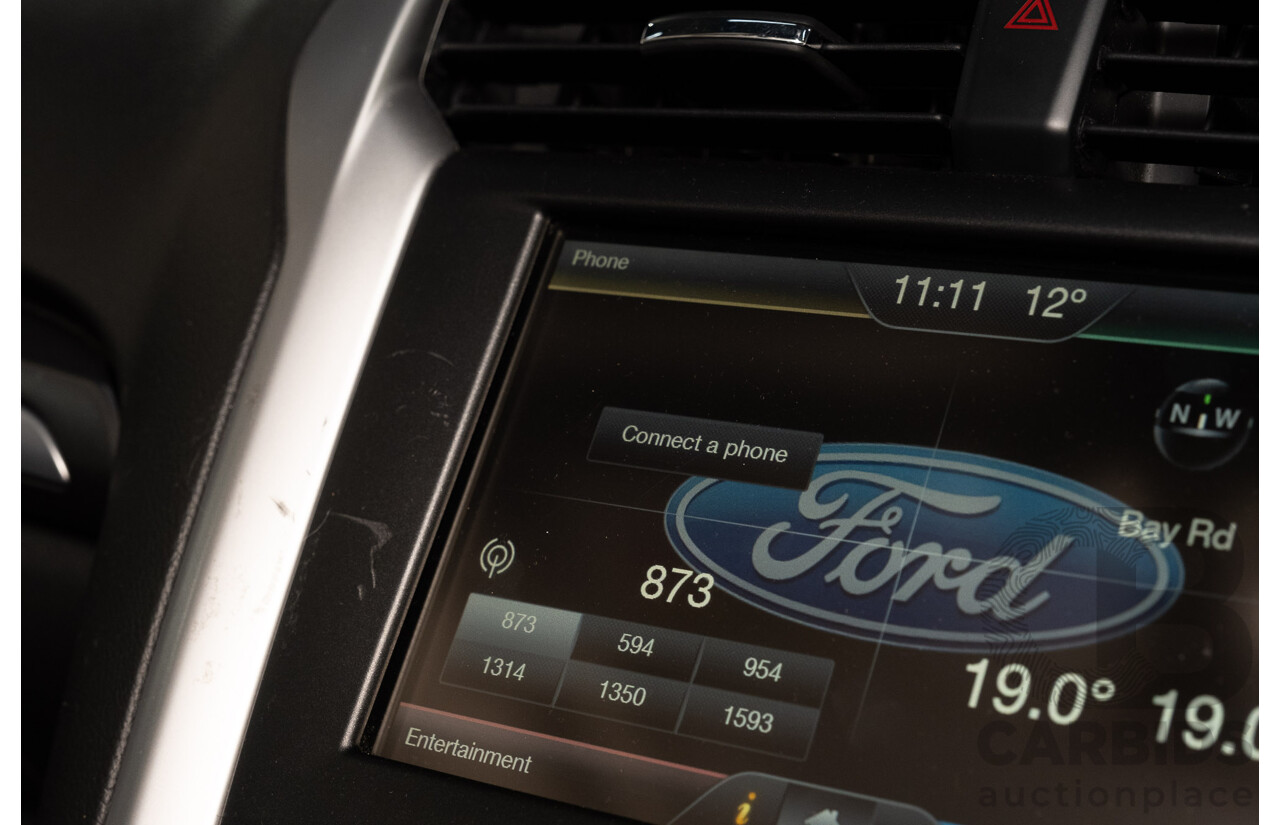 Phone
11:11 12°
N W
Connect a phone
Ford
Bay Rd
873
873 594 954
1314 1350 1593
19.0° 19.0
Entertainment
i
CARBIDS
auctionplace